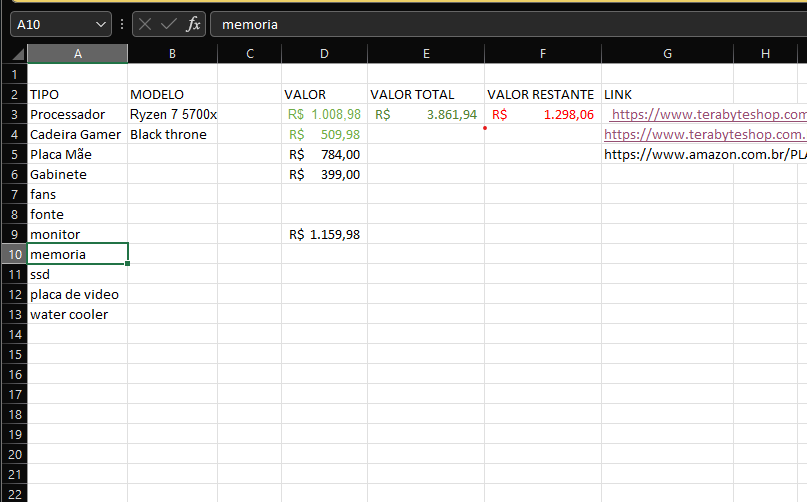 A10 fx memoria
A B C D E F G H
1
2 TIPO MODELO VALOR VALOR TOTAL VALOR RESTANTE LINK
3 Processador Ryzen 7 5700x R$ 1.008,98 R$ 3.861,94 R$ 1.298,06 https://www.terabyteshop.com
4 Cadeira Gamer Black throne R$ 509,98 https://www.terabyteshop.com.
5 Placa Mãe R$ 784,00 https://www.amazon.com.br/PLA
6 Gabinete R$ 399,00
7 fans
8 fonte
9 monitor R$ 1.159,98
10 memoria
11 ssd
12 placa de video
13 water cooler
14
15
16
17
18
19
20
21
22